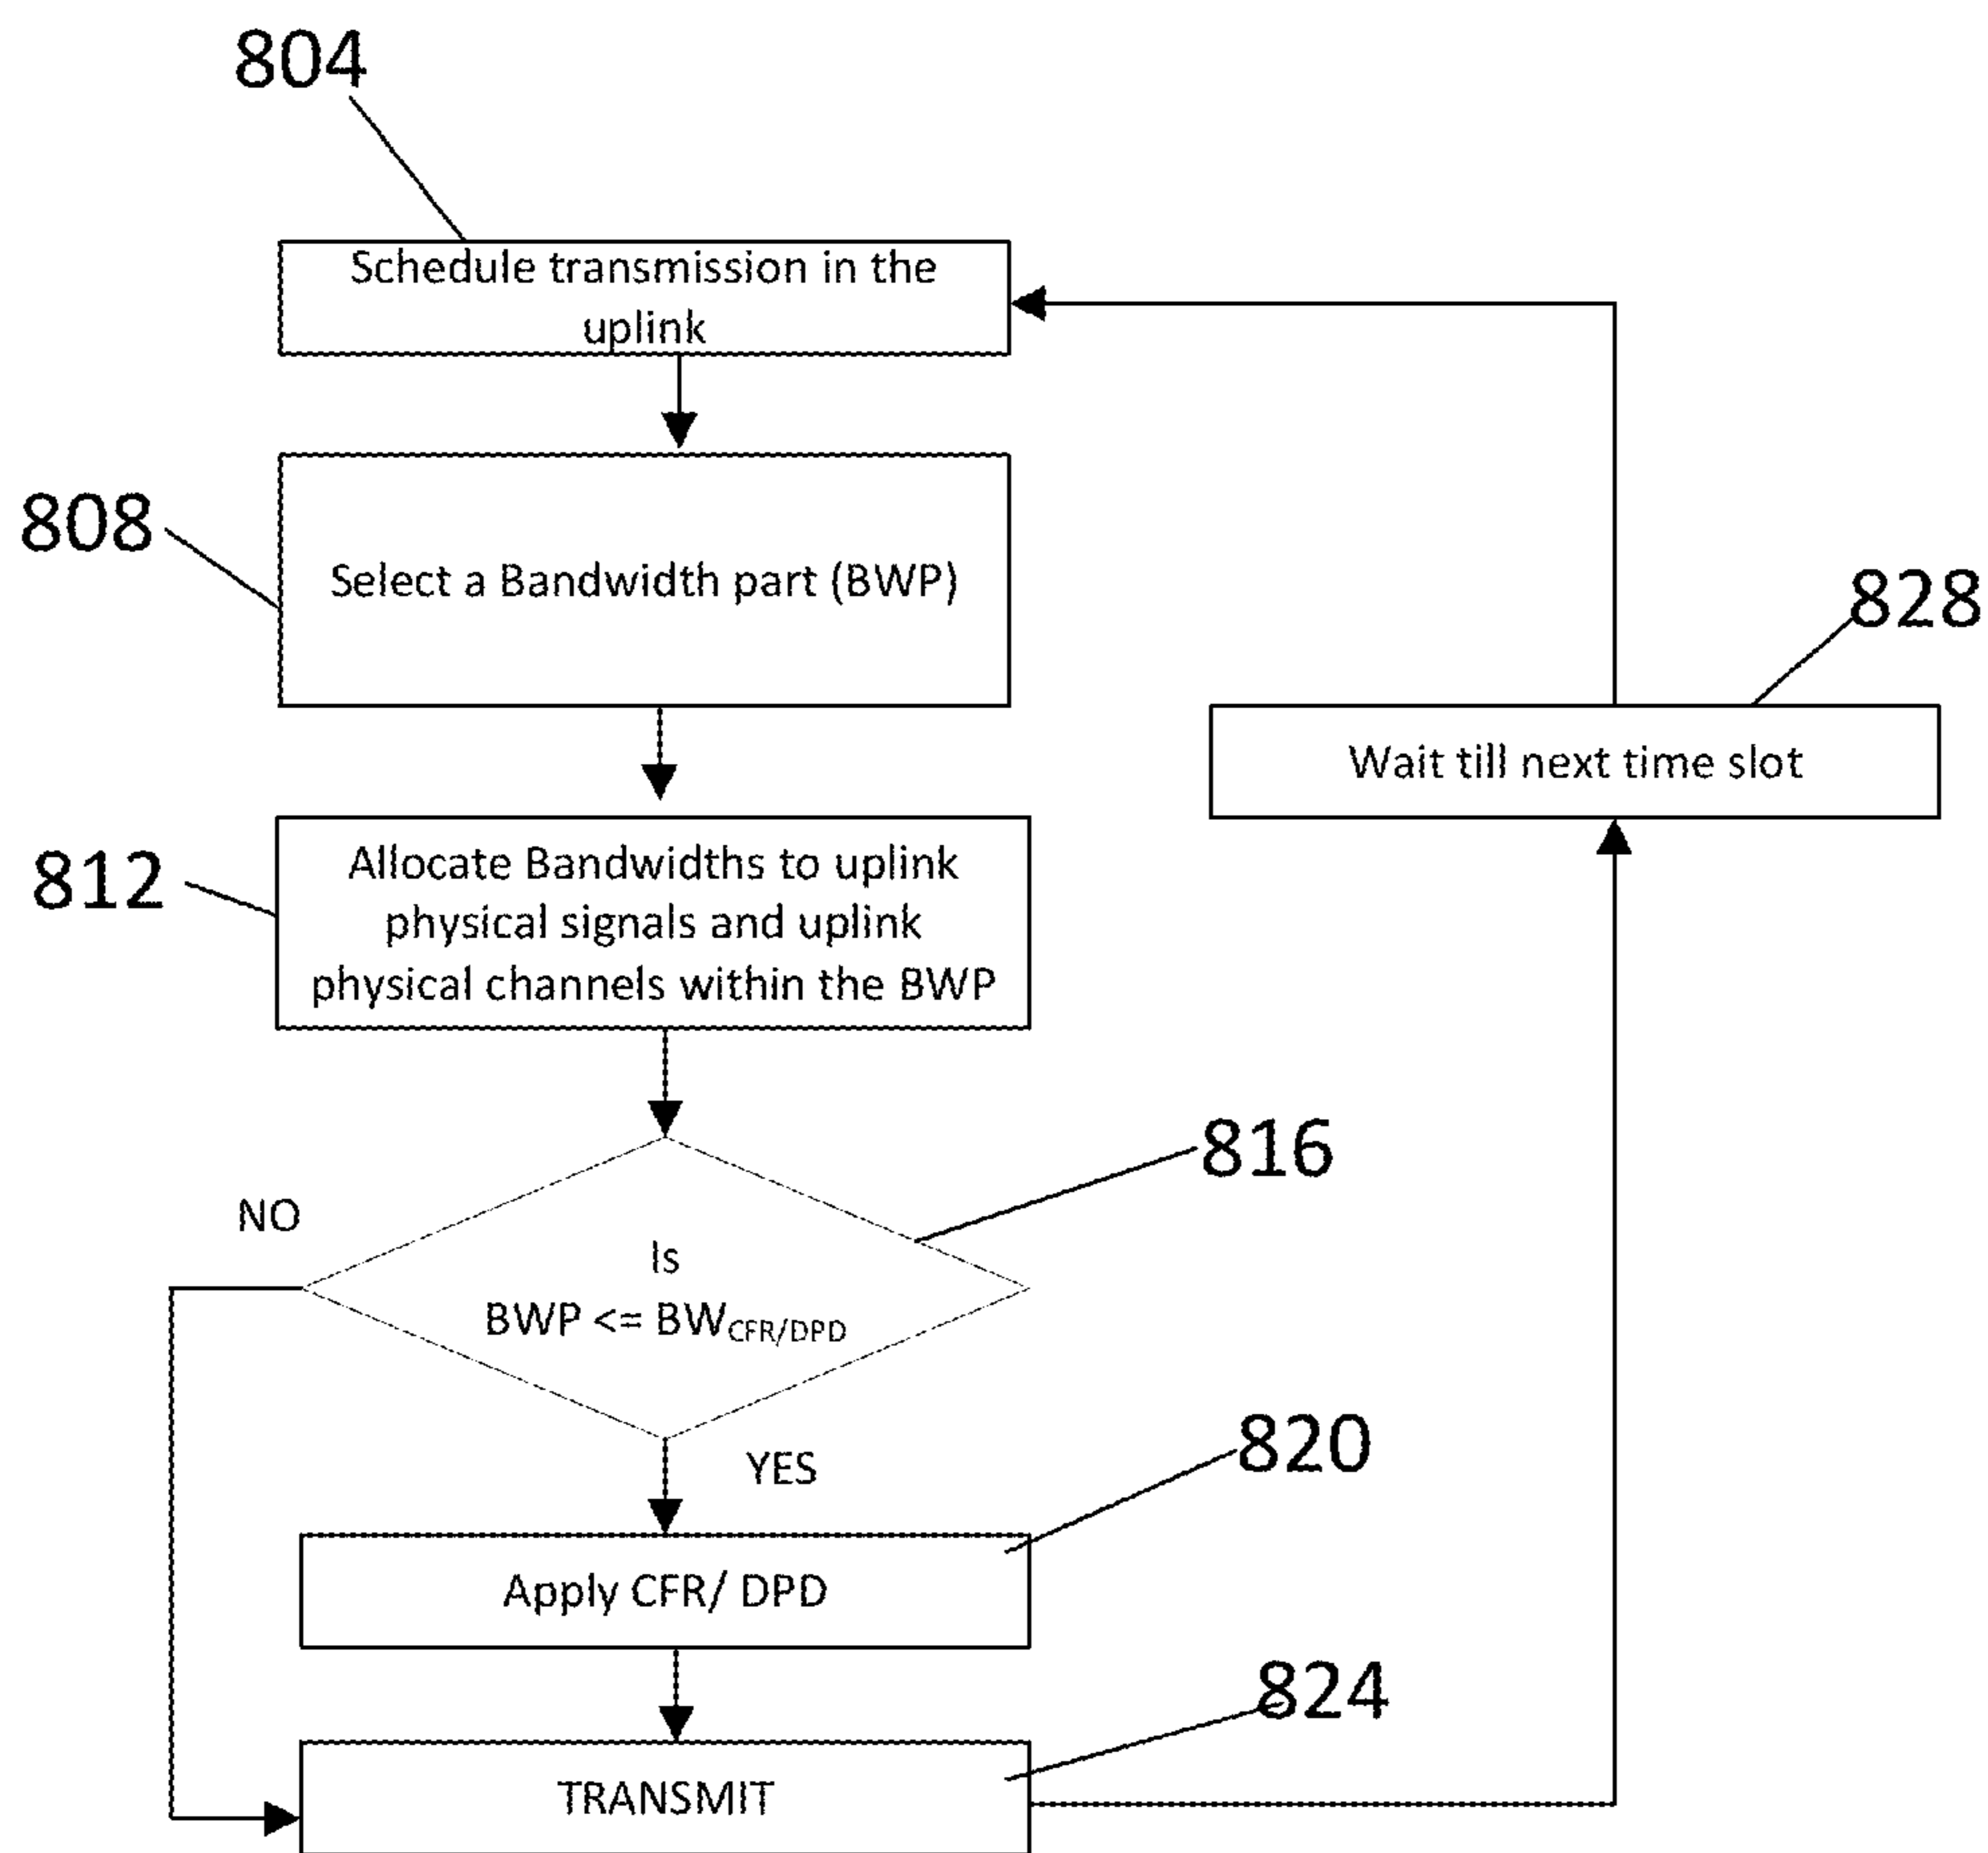 804
Schedule transmission in the
uplink
808
Select a Bandwidth part (BWP)
828
Wait till next time slot
812
Allocate Bandwidths to uplink
physical signals and uplink
physical channels within the BWP
816
NO
Is
BWP <= BW CFR/DPD
YES
820
Apply CFR/ DPD
824
TRANSMIT